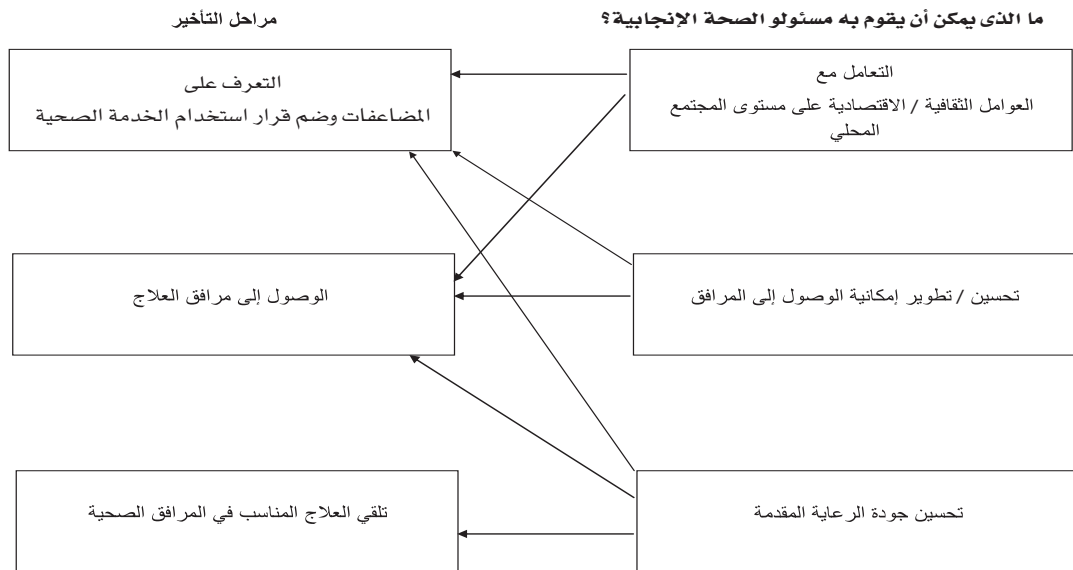 ما الذى يمكن أن يقوم به مسئولو الصحة الإنجابية؟
مراحل التأخير
التعامل مع
العوامل الثقافية / الاقتصادية على مستوى المجتمع
المحلي
التعرف على
المضاعفات وضم قرار استخدام الخدمة الصحية
تحسين / تطوير إمكانية الوصول إلى المرافق
الوصول إلى مرافق العلاج
تحسين جودة الرعاية المقدمة
تلقي العلاج المناسب في المرافق الصحية